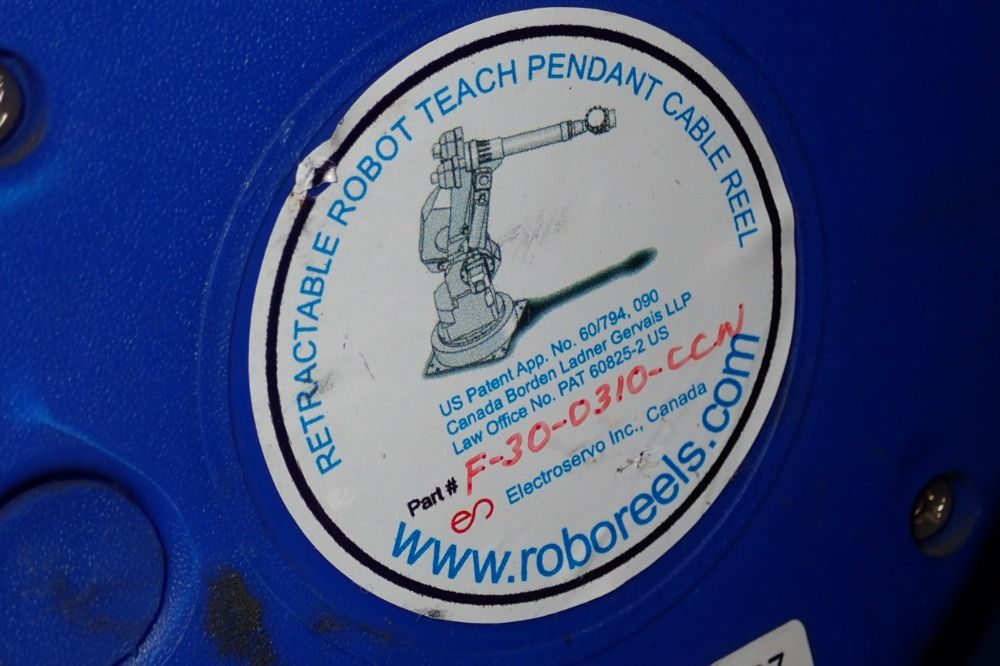 RETRACTABLE ROBOT TEACH PENDANT CABLE REEL
US Patent App. No. 60/794, 090
Canada Borden Ladner Gervais LLP
Law Office No. PAT 60825-2 US
Part # F-30-0310-CCW
eS Electroservo Inc., Canada
www.roboreels.com